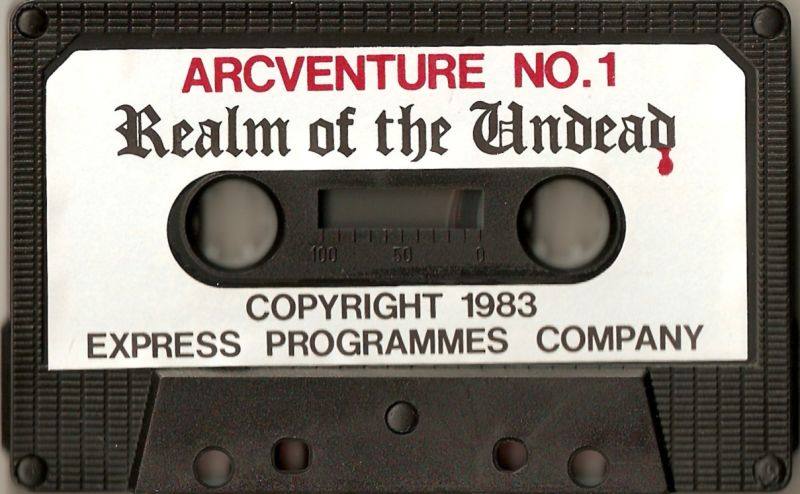 ARCVENTURE NO.1
Realm of the Undead
100 50 0
COPYRIGHT 1983
EXPRESS PROGRAMMES COMPANY